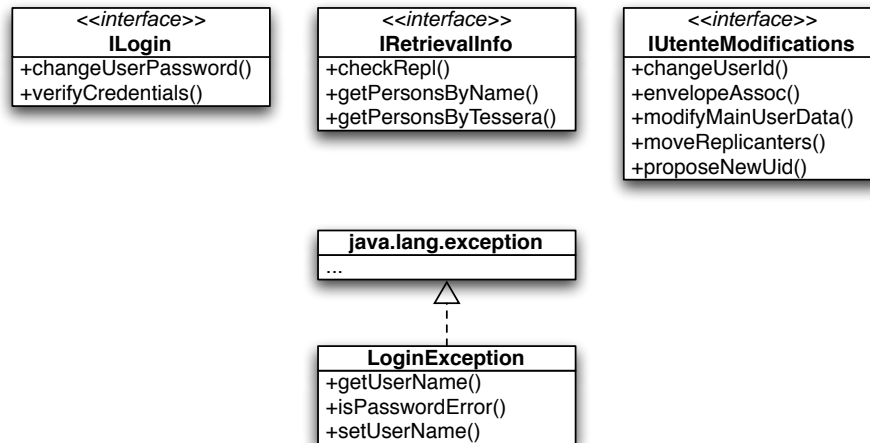 <<interface>>
ILogin
+changeUserPassword()
+verifyCredentials()
<<interface>>
IRetrievalInfo
+checkRepl()
+getPersonsByName()
+getPersonsByTessera()
<<interface>>
IUtenteModifications
+changeUserId()
+envelopeAssoc()
+modifyMainUserData()
+moveReplicanters()
+proposeNewUid()
java.lang.exception
...
LoginException
+getUserName()
+isPasswordError()
+setUserName()